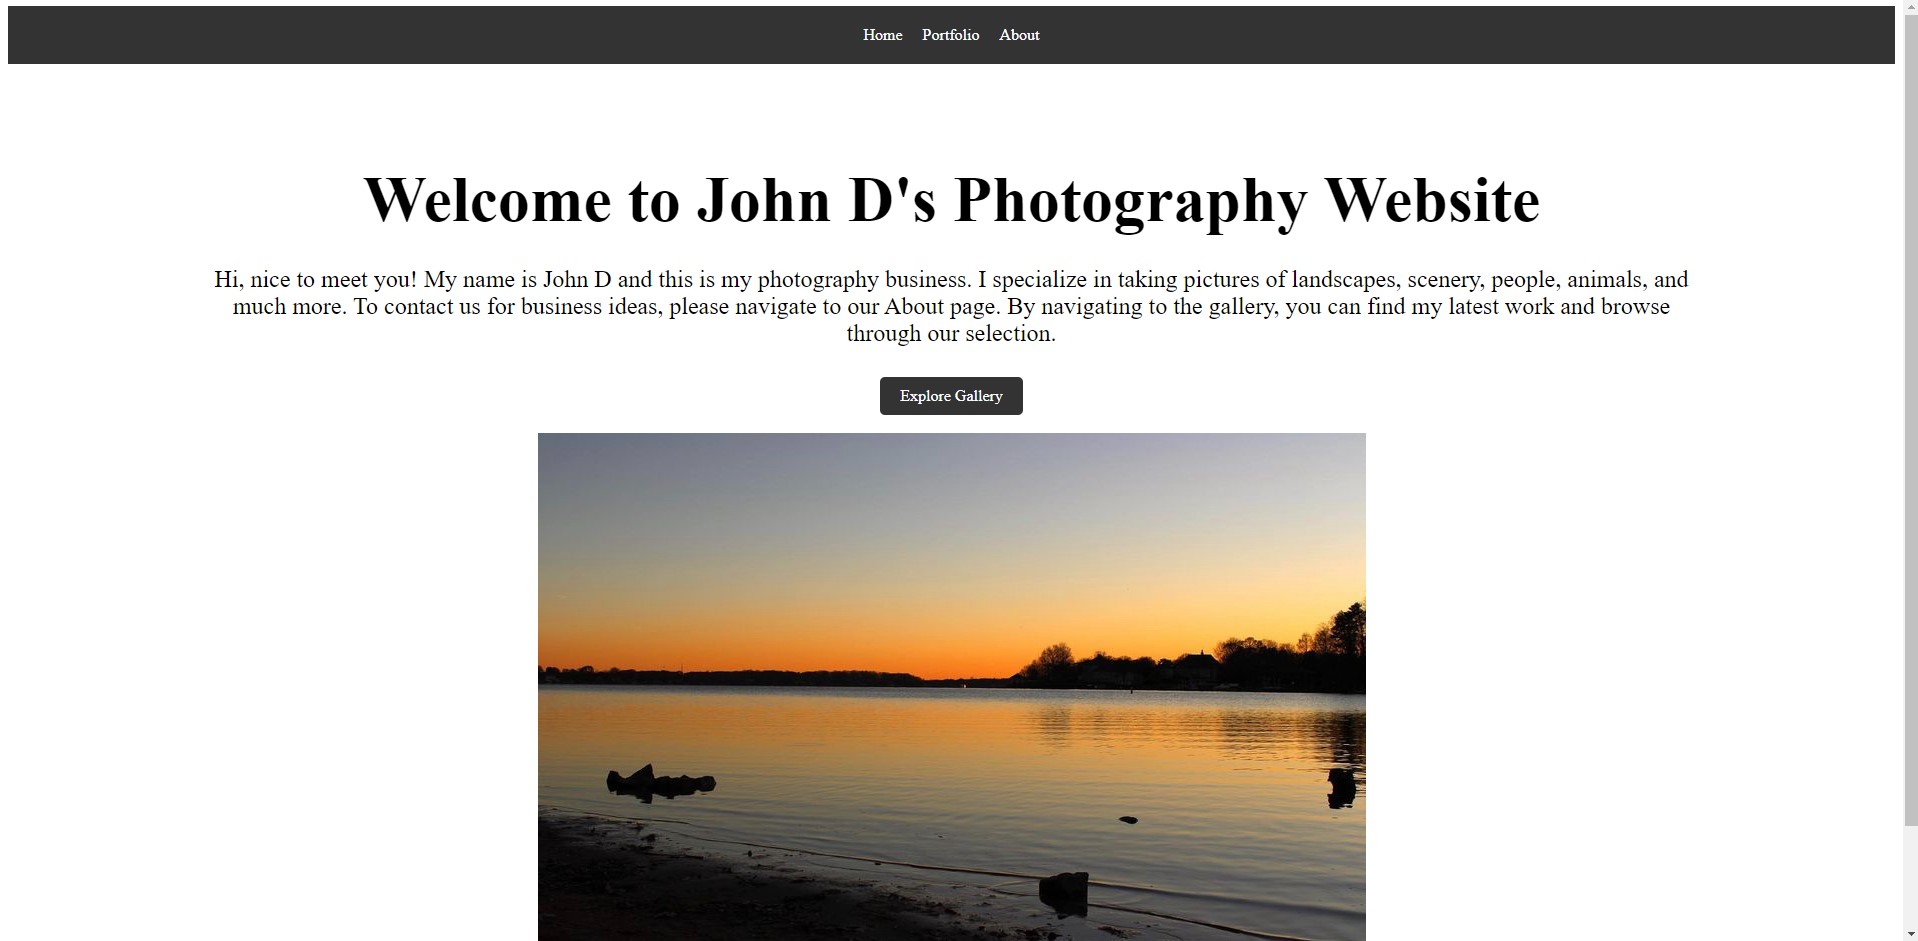 Home Portfolio About
Welcome to John D's Photography Website
Hi, nice to meet you! My name is John D and this is my photography business. I specialize in taking pictures of landscapes, scenery, people, animals, and
much more. To contact us for business ideas, please navigate to our About page. By navigating to the gallery, you can find my latest work and browse
through our selection.
Explore Gallery